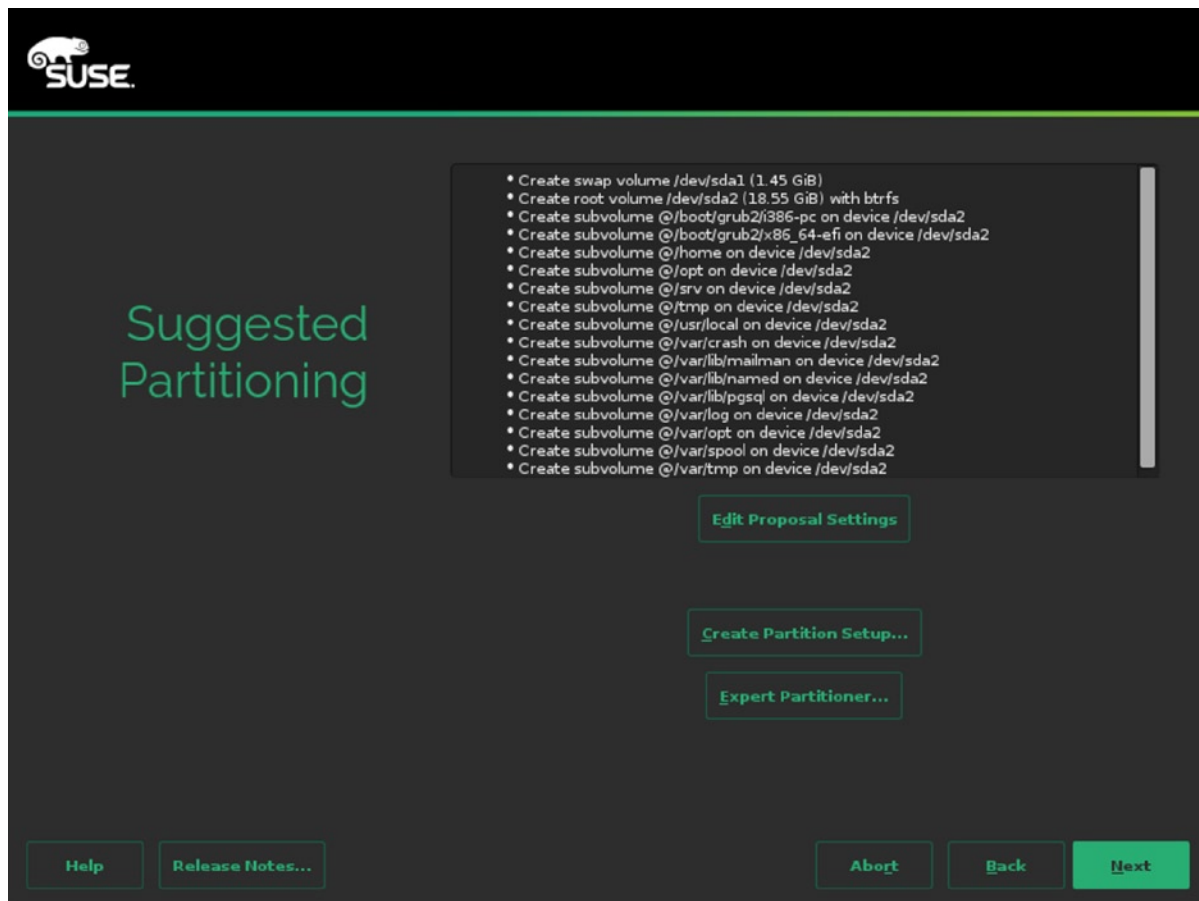 SUSE.
Suggested
Partitioning
* Create swap volume /dev/sda1 (1.45 GiB)
* Create root volume /dev/sda2 (18.55 GiB) with btrfs
* Create subvolume @/boot/grub2/i386-pc on device /dev/sda2
* Create subvolume @/boot/grub2/x86_64-efi on device /dev/sda2
* Create subvolume @/home on device /dev/sda2
* Create subvolume @/opt on device /dev/sda2
* Create subvolume @/srv on device /dev/sda2
* Create subvolume @/tmp on device /dev/sda2
* Create subvolume @/usr/local on device /dev/sda2
* Create subvolume @/var/crash on device /dev/sda2
* Create subvolume @/var/lib/mailman on device /dev/sda2
* Create subvolume @/var/lib/named on device /dev/sda2
* Create subvolume @/var/lib/pgsql on device /dev/sda2
* Create subvolume @/var/log on device /dev/sda2
* Create subvolume @/var/opt on device /dev/sda2
* Create subvolume @/var/spool on device /dev/sda2
* Create subvolume @/var/tmp on device /dev/sda2
Edit Proposal Settings
Create Partition Setup...
Expert Partitioner...
Help Release Notes... Abort Back Next